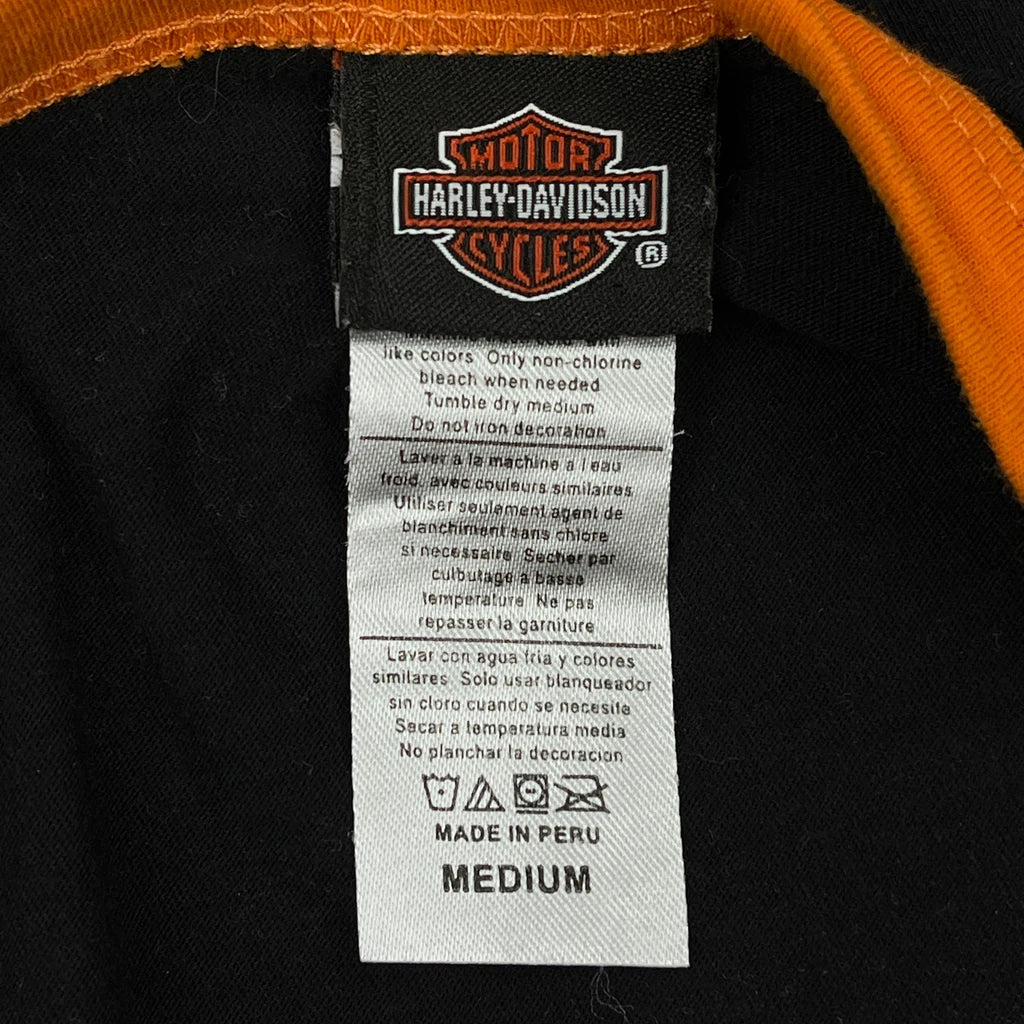 MOTOR
HARLEY-DAVIDSON
CYCLES
®
like colors. Only non-chlorine
bleach when needed
Tumble dry medium
Do not iron decoration
Laver a la machine a l eau
froid, avec couleurs similaires
Utiliser seulement agent de
blanchiment sans chlore
si necessaire. Secher par
culbutage a basse
temperature. Ne pas
repasser la garniture
Lavar con agua fria y colores
similares. Solo usar blanqueador
sin cloro cuando se necesite
Secar a temperatura media
No planchar la decoracion
MADE IN PERU
MEDIUM